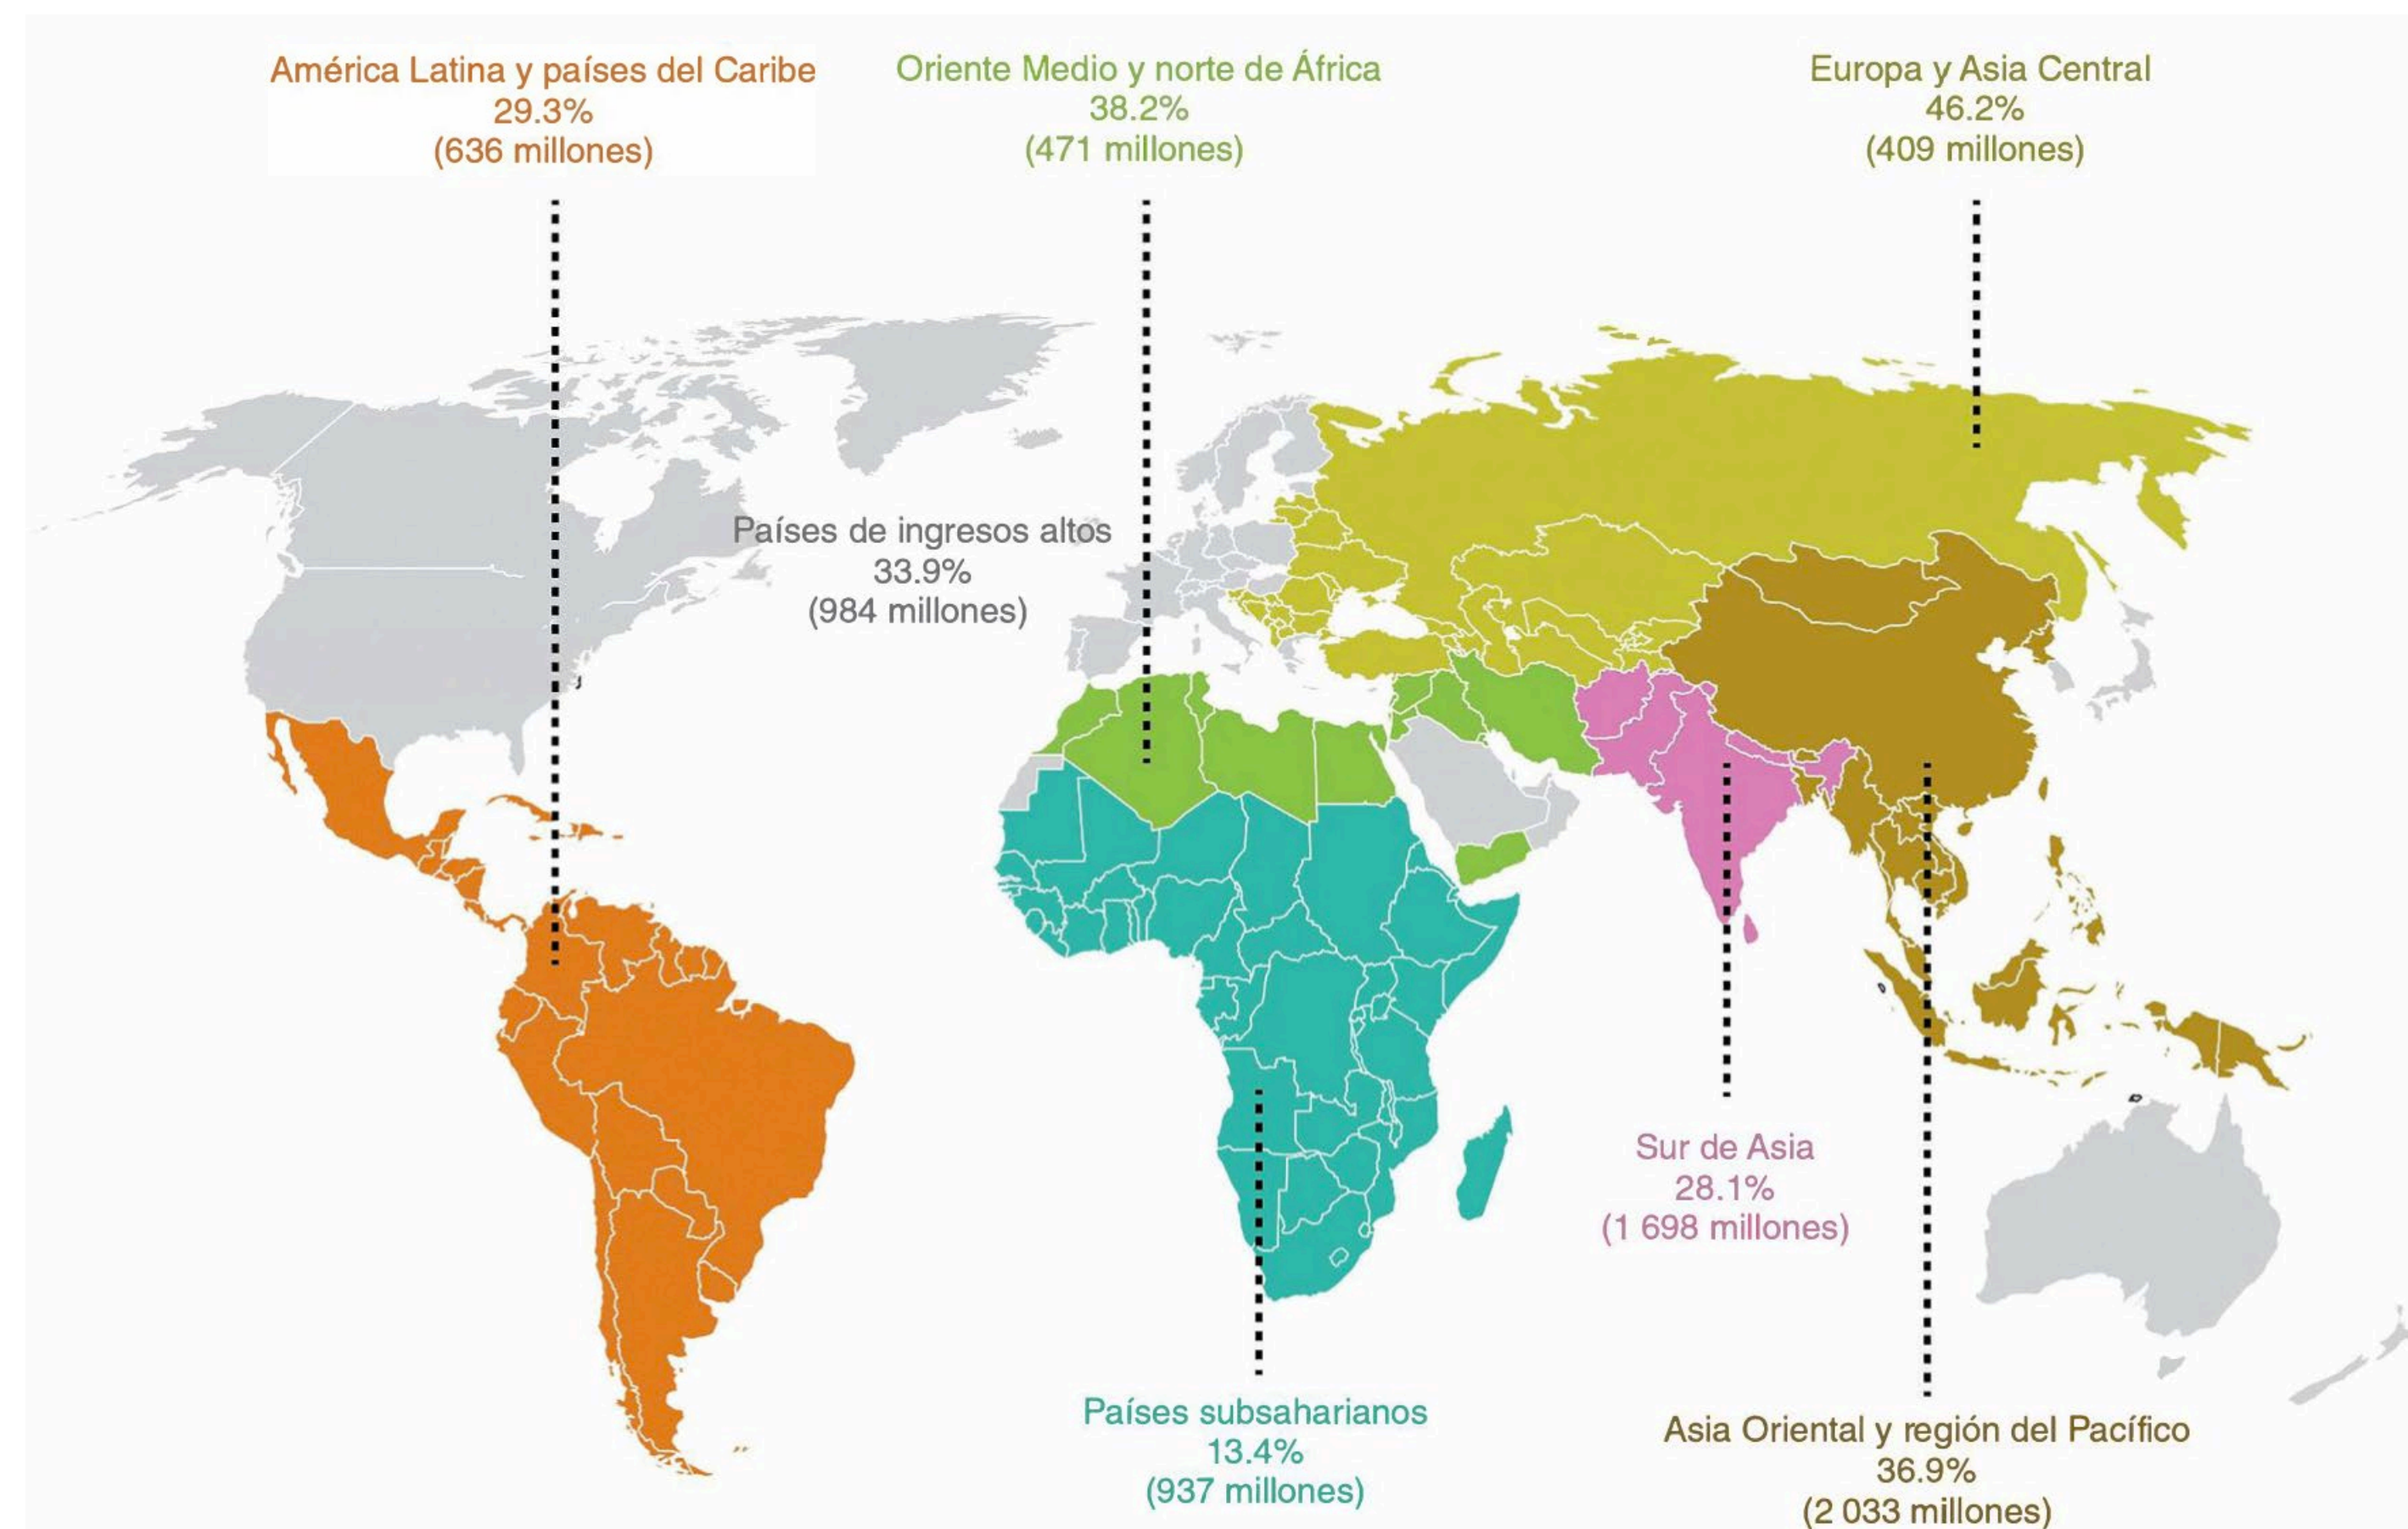 América Latina y países del Caribe
29.3%
(636 millones)
Oriente Medio y norte de África
38.2%
(471 millones)
Europa y Asia Central
46.2%
(409 millones)
Países de ingresos altos
33.9%
(984 millones)
Sur de Asia
28.1%
(1 698 millones)
Países subsaharianos
13.4%
(937 millones)
Asia Oriental y región del Pacífico
36.9%
(2 033 millones)